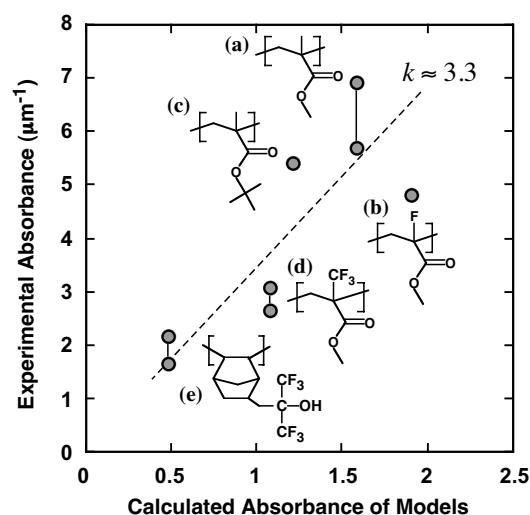 8
7
6
5
4
3
2
1
0
Experimental Absorbance (µm⁻¹)
0
0.5
1
1.5
2
2.5
Calculated Absorbance of Models
k ≈ 3.3
(a)
O
O
(c)
O
O
(b)
F
O
O
(d)
CF₃
O
O
(e)
CF₃
C
OH
CF₃